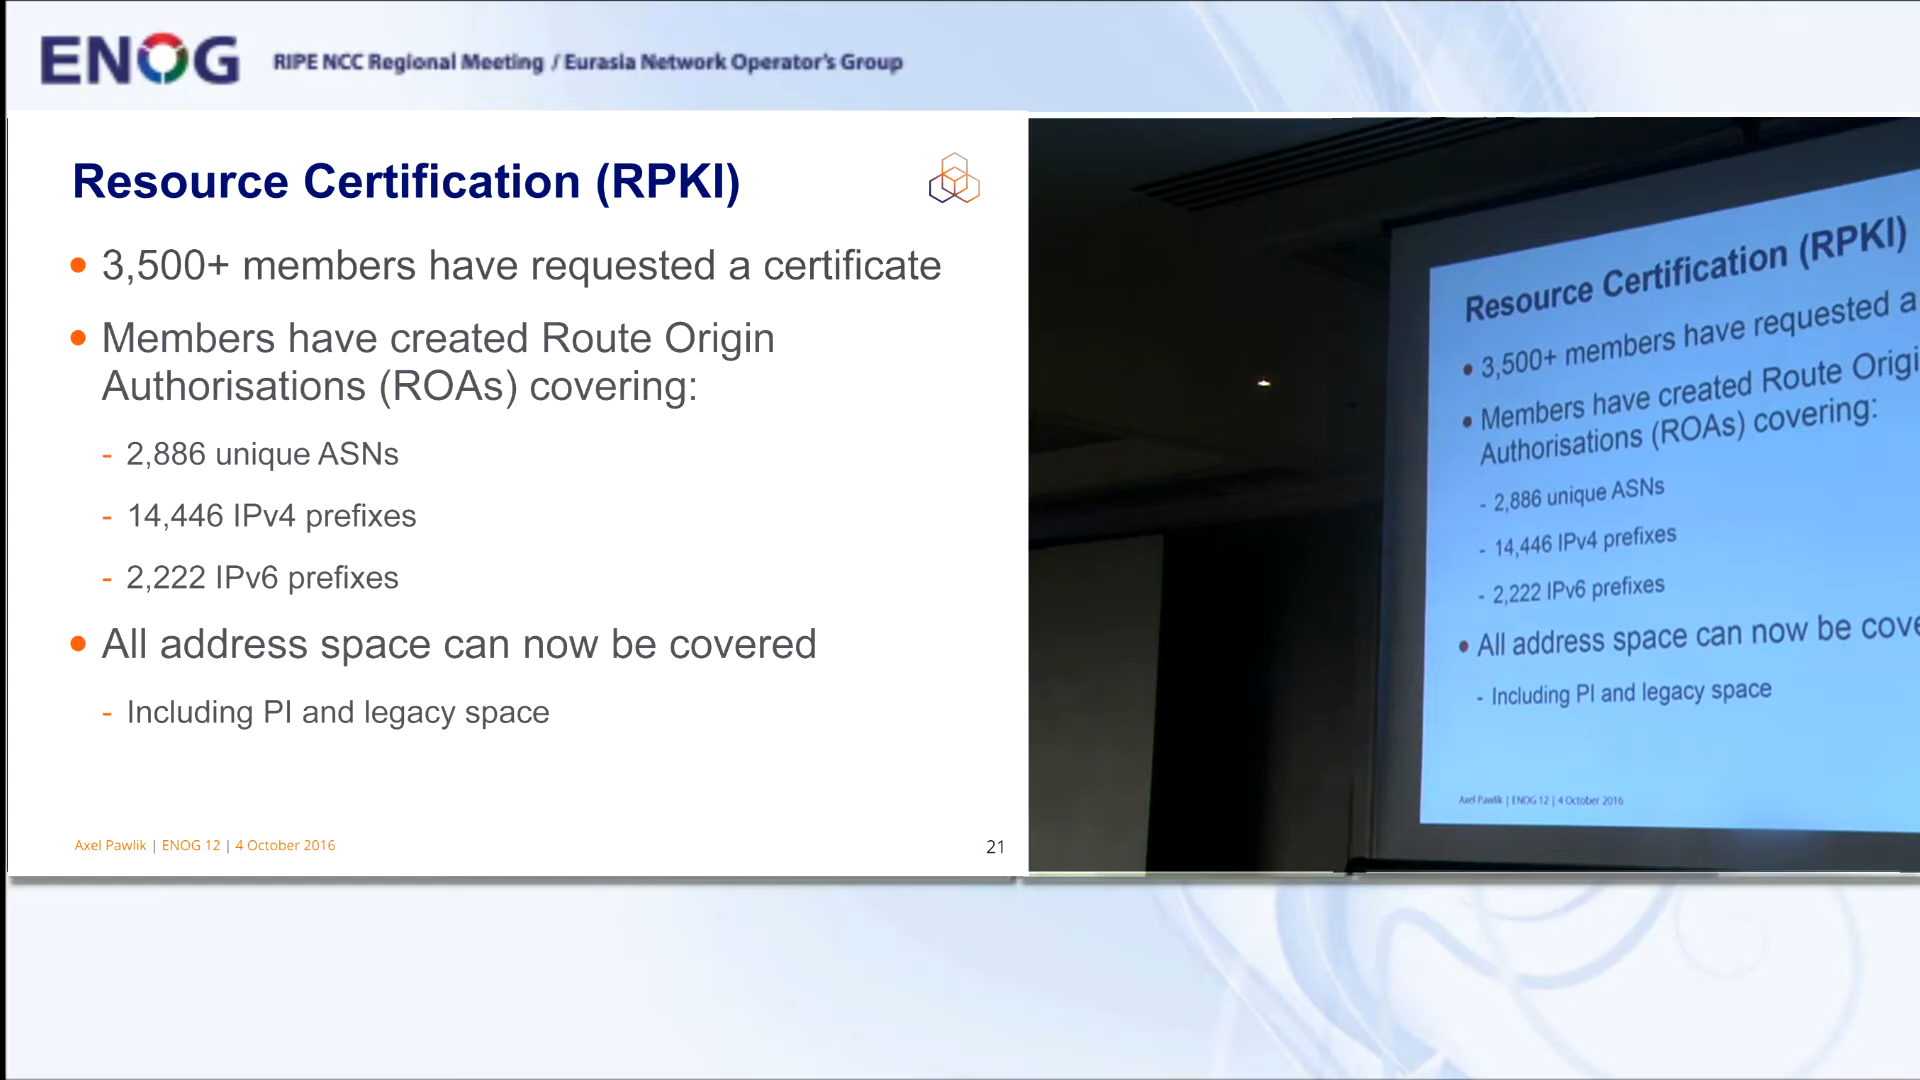 ENOG RIPE NCC Regional Meeting / Eurasia Network Operator's Group
Resource Certification (RPKI)
• 3,500+ members have requested a certificate
• Members have created Route Origin
Authorisations (ROAs) covering:
- 2,886 unique ASNs
- 14,446 IPv4 prefixes
- 2,222 IPv6 prefixes
• All address space can now be covered
- Including PI and legacy space
Axel Pawlik | ENOG 12 | 4 October 2016
21
Resource Certification (RPKI)
• 3,500+ members have requested a
• Members have created Route Origi
Authorisations (ROAs) covering:
- 2,886 unique ASNs
- 14,446 IPv4 prefixes
- 2,222 IPv6 prefixes
• All address space can now be cove
- Including PI and legacy space
Axel Pawlik | ENOG 12 | 4 October 2016